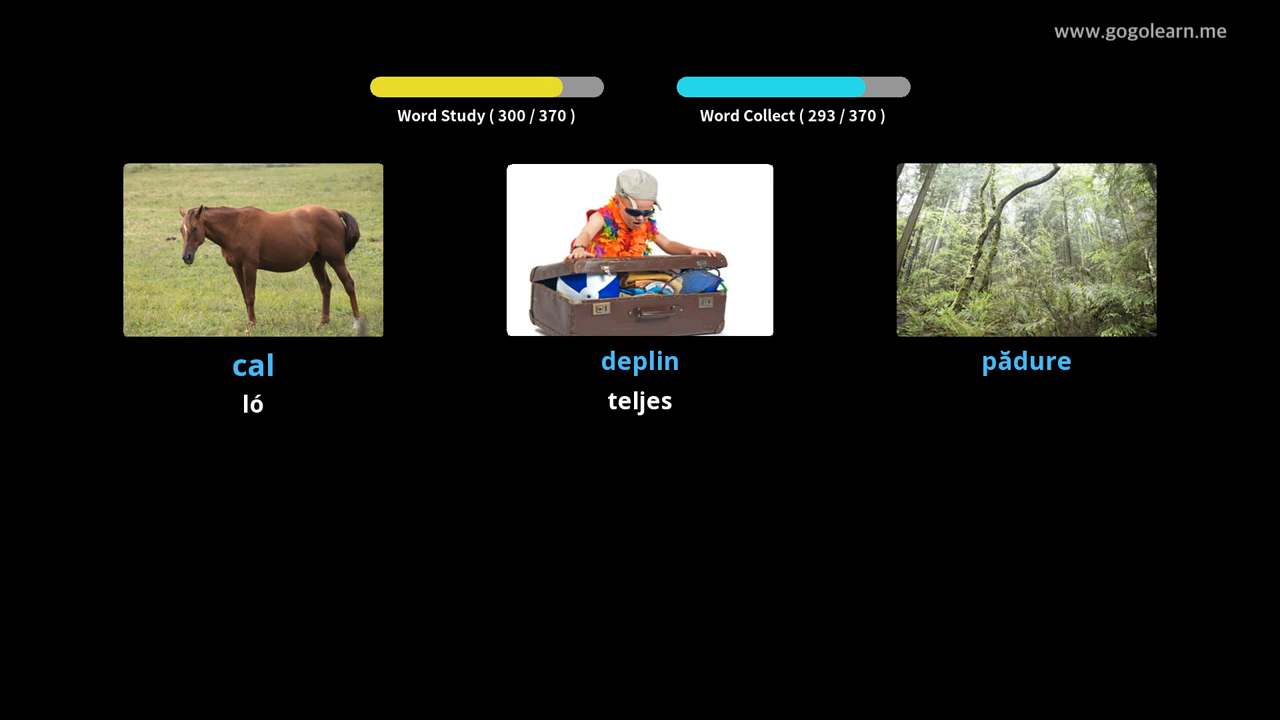 www.gogolearn.me
Word Study ( 300 / 370 )
Word Collect ( 293 / 370 )
cal
ló
deplin
teljes
pădure